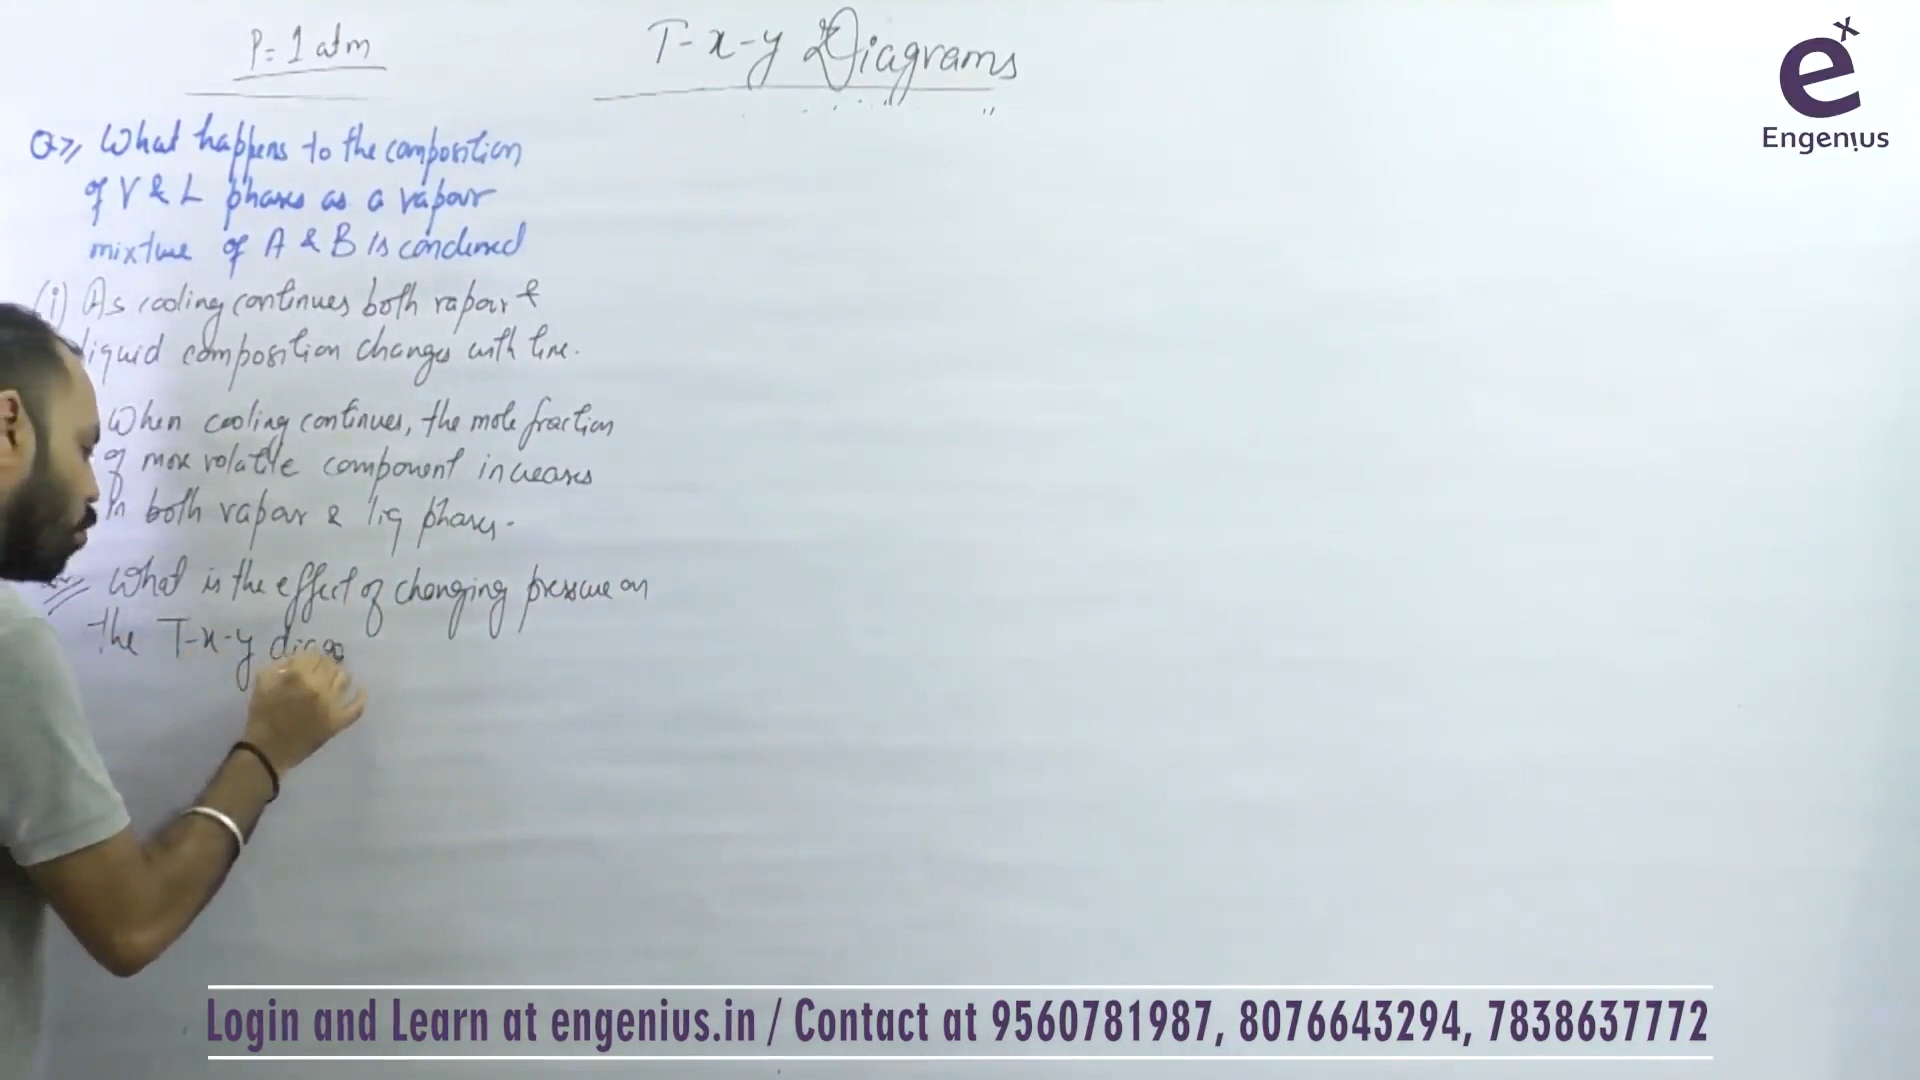 P=1 atm
T-x-y Diagrams
ex
Engenius
Q> What happens to the composition
of V & L phases as a vapour
mixture of A & B is condensed
(i) As cooling continues both vapour &
liquid composition changes with time.
When cooling continues, the mole fraction
of more volatile component increases
in both vapour & liq phases.
What is the effect of changing pressure on
the T-x-y diag
Login and Learn at engenius.in / Contact at 9560781987, 8076643294, 7838637772